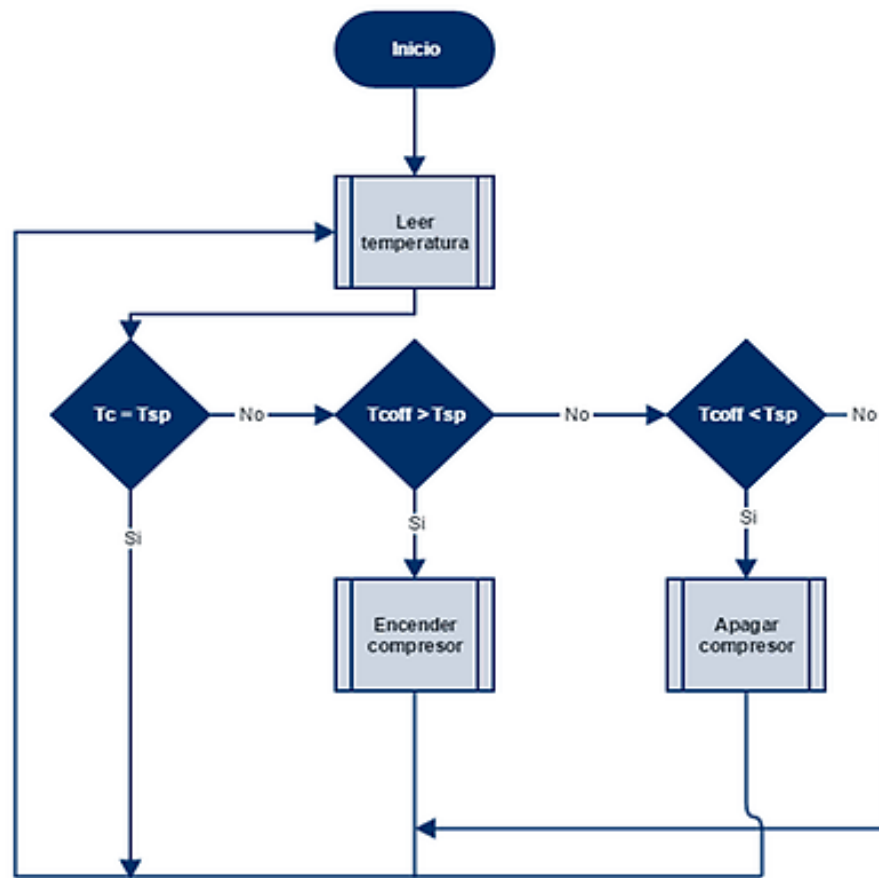 Inicio
Leer
temperatura
Tc = Tsp
No
Tcoff > Tsp
No
Tcoff < Tsp
No
Si
Si
Si
Encender
compresor
Apagar
compresor